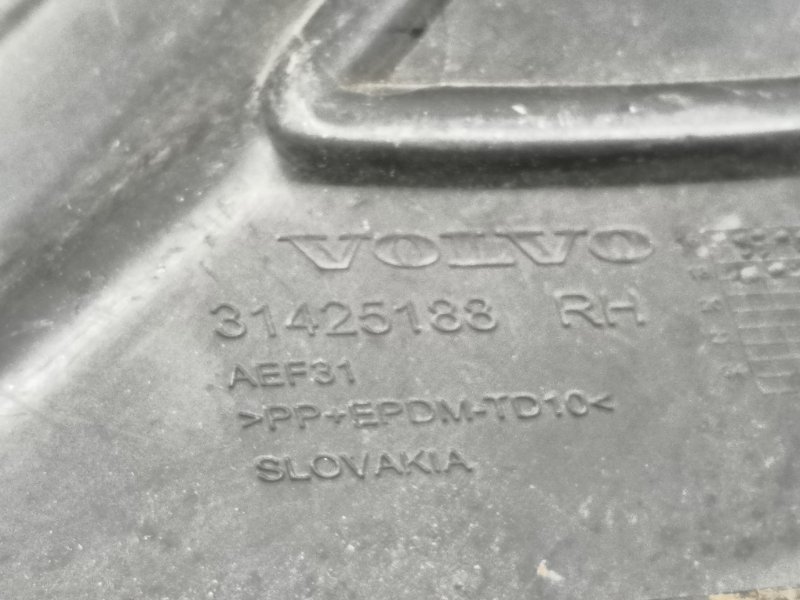 VOLVO
31425188 RH
AEF31
>PP+EPDM-TD10<
SLOVAKIA